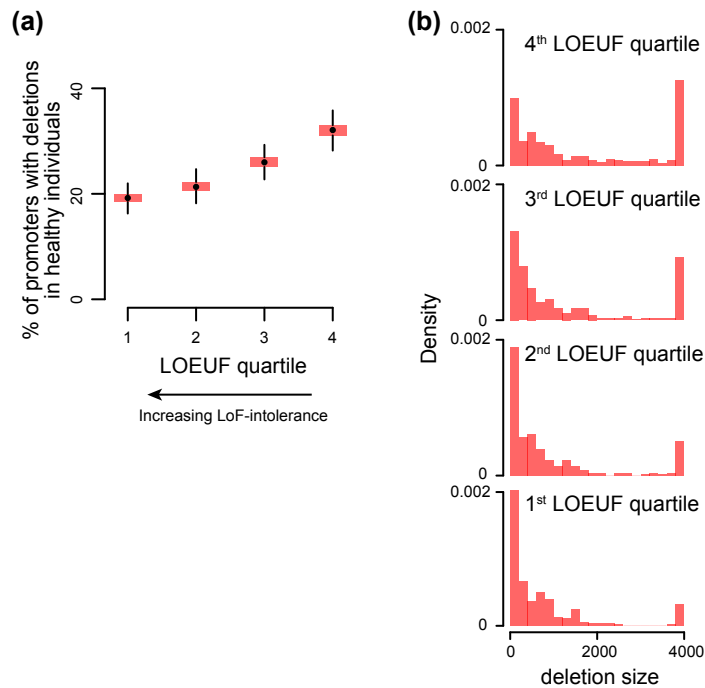 (a)
% of promoters with deletions
in healthy individuals
40
20
0
1 2 3 4
LOEUF quartile
Increasing LoF-intolerance
(b)
Density
0.002
4th LOEUF quartile
0
0.002
3rd LOEUF quartile
0
0.002
2nd LOEUF quartile
0
0.002
1st LOEUF quartile
0
0 2000 4000
deletion size